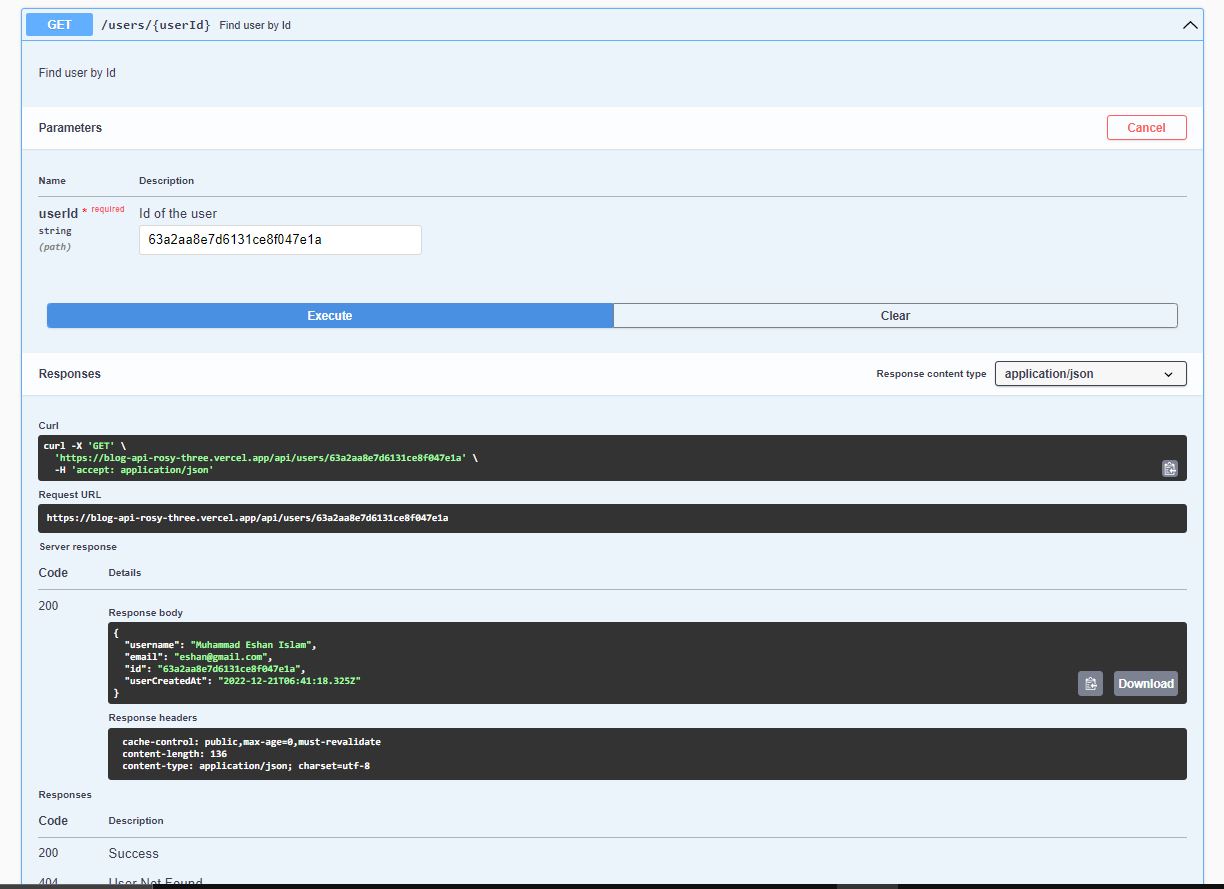 GET /users/{userId} Find user by Id
Find user by Id
Parameters
Cancel
Name Description
userId * required Id of the user
string
(path)
63a2aa8e7d6131ce8f047e1a
Execute Clear
Responses
Response content type application/json
Curl
curl -X 'GET' \
'https://blog-api-rosy-three.vercel.app/api/users/63a2aa8e7d6131ce8f047e1a' \
-H 'accept: application/json'
Request URL
https://blog-api-rosy-three.vercel.app/api/users/63a2aa8e7d6131ce8f047e1a
Server response
Code Details
200
Response body
{
"username": "Muhammad Eshan Islam",
"email": "eshan@gmail.com",
"id": "63a2aa8e7d6131ce8f047e1a",
"userCreatedAt": "2022-12-21T06:41:18.325Z"
}
Download
Response headers
cache-control: public,max-age=0,must-revalidate
content-length: 136
content-type: application/json; charset=utf-8
Responses
Code Description
200 Success
404 User Not Found